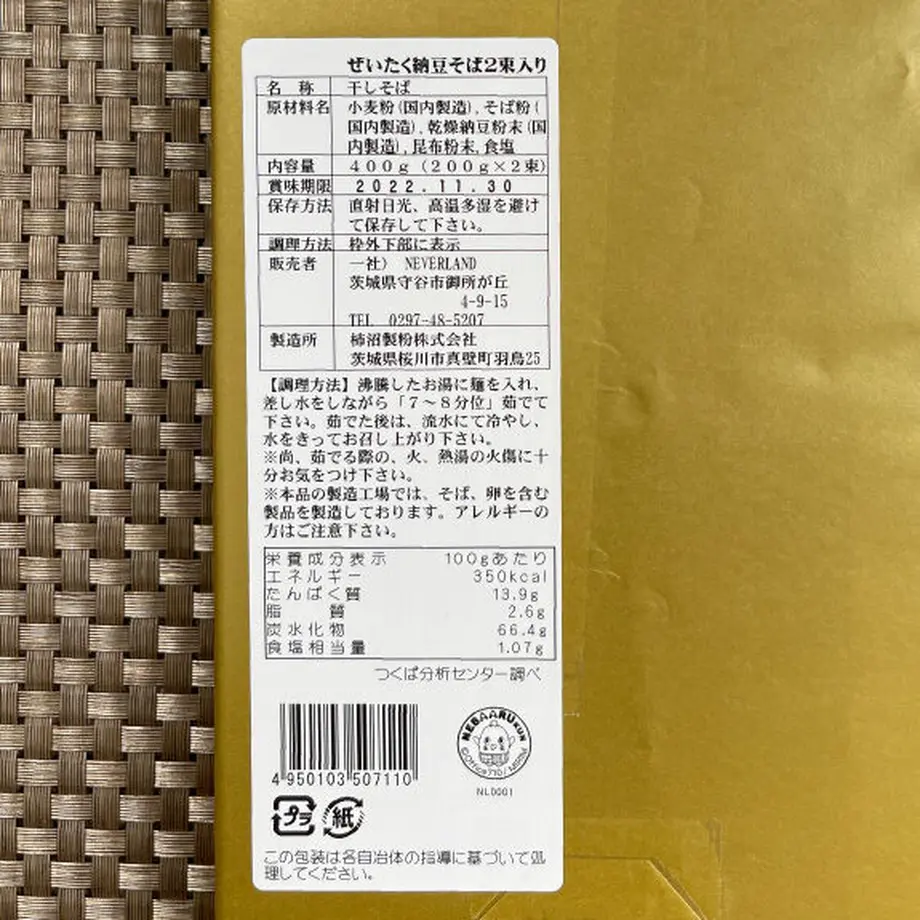 ぜいたく納豆そば2束入り
名 称 干しそば
原材料名 小麦粉(国内製造),そば粉(
国内製造),乾燥納豆粉末(国
内製造),昆布粉末,食塩
内容量 400g(200g×2束)
賞味期限 2022.11.30
保存方法 直射日光、高温多湿を避け
て保存して下さい。
調理方法 枠外下部に表示
販売者 一社) NEVERLAND
茨城県守谷市御所が丘
4-9-15
TEL 0297-48-5207
製造所 柿沼製粉株式会社
茨城県桜川市真壁町羽鳥25
【調理方法】沸騰したお湯に麺を入れ、
差し水をしながら「7～8分位」茹でて
下さい。茹でた後は、流水にて冷やし、
水をきってお召し上がり下さい。
※尚、茹でる際の、火、熱湯の火傷に十
分お気をつけ下さい。
※本品の製造工場では、そば、卵を含む
製品を製造しております。アレルギーの
方はご注意下さい。
栄養成分表示 100gあたり
エネルギー 350kcal
たんぱく質 13.9g
脂 質 2.6g
炭水化物 66.4g
食塩相当量 1.07g
つくば分析センター調べ
4 950103 507110
NEBAARUKUN
NL0001
プラ
紙
この包装は各自治体の指導に基づいて処
理してください。